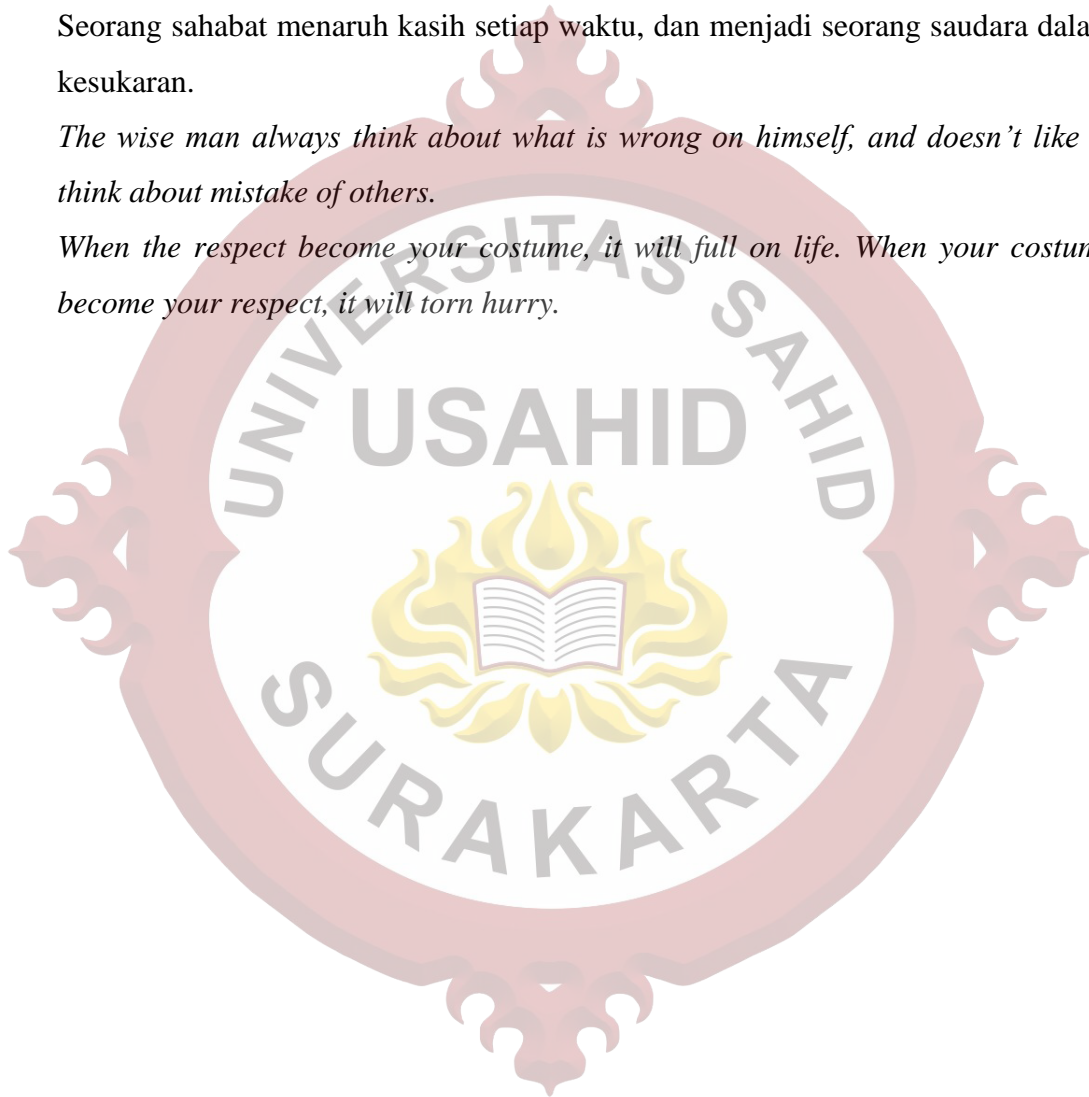 Seorang sahabat menaruh kasih setiap waktu, dan menjadi seorang saudara dala
kesukaran.
The wise man always think about what is wrong on himself, and doesn't like
think about mistake of others.
When the respect become your costume, it will full on life. When your costun
become your respect, it will torn hurry.
UNIVERSITAS SAHID
USAHID
SURAKARTA